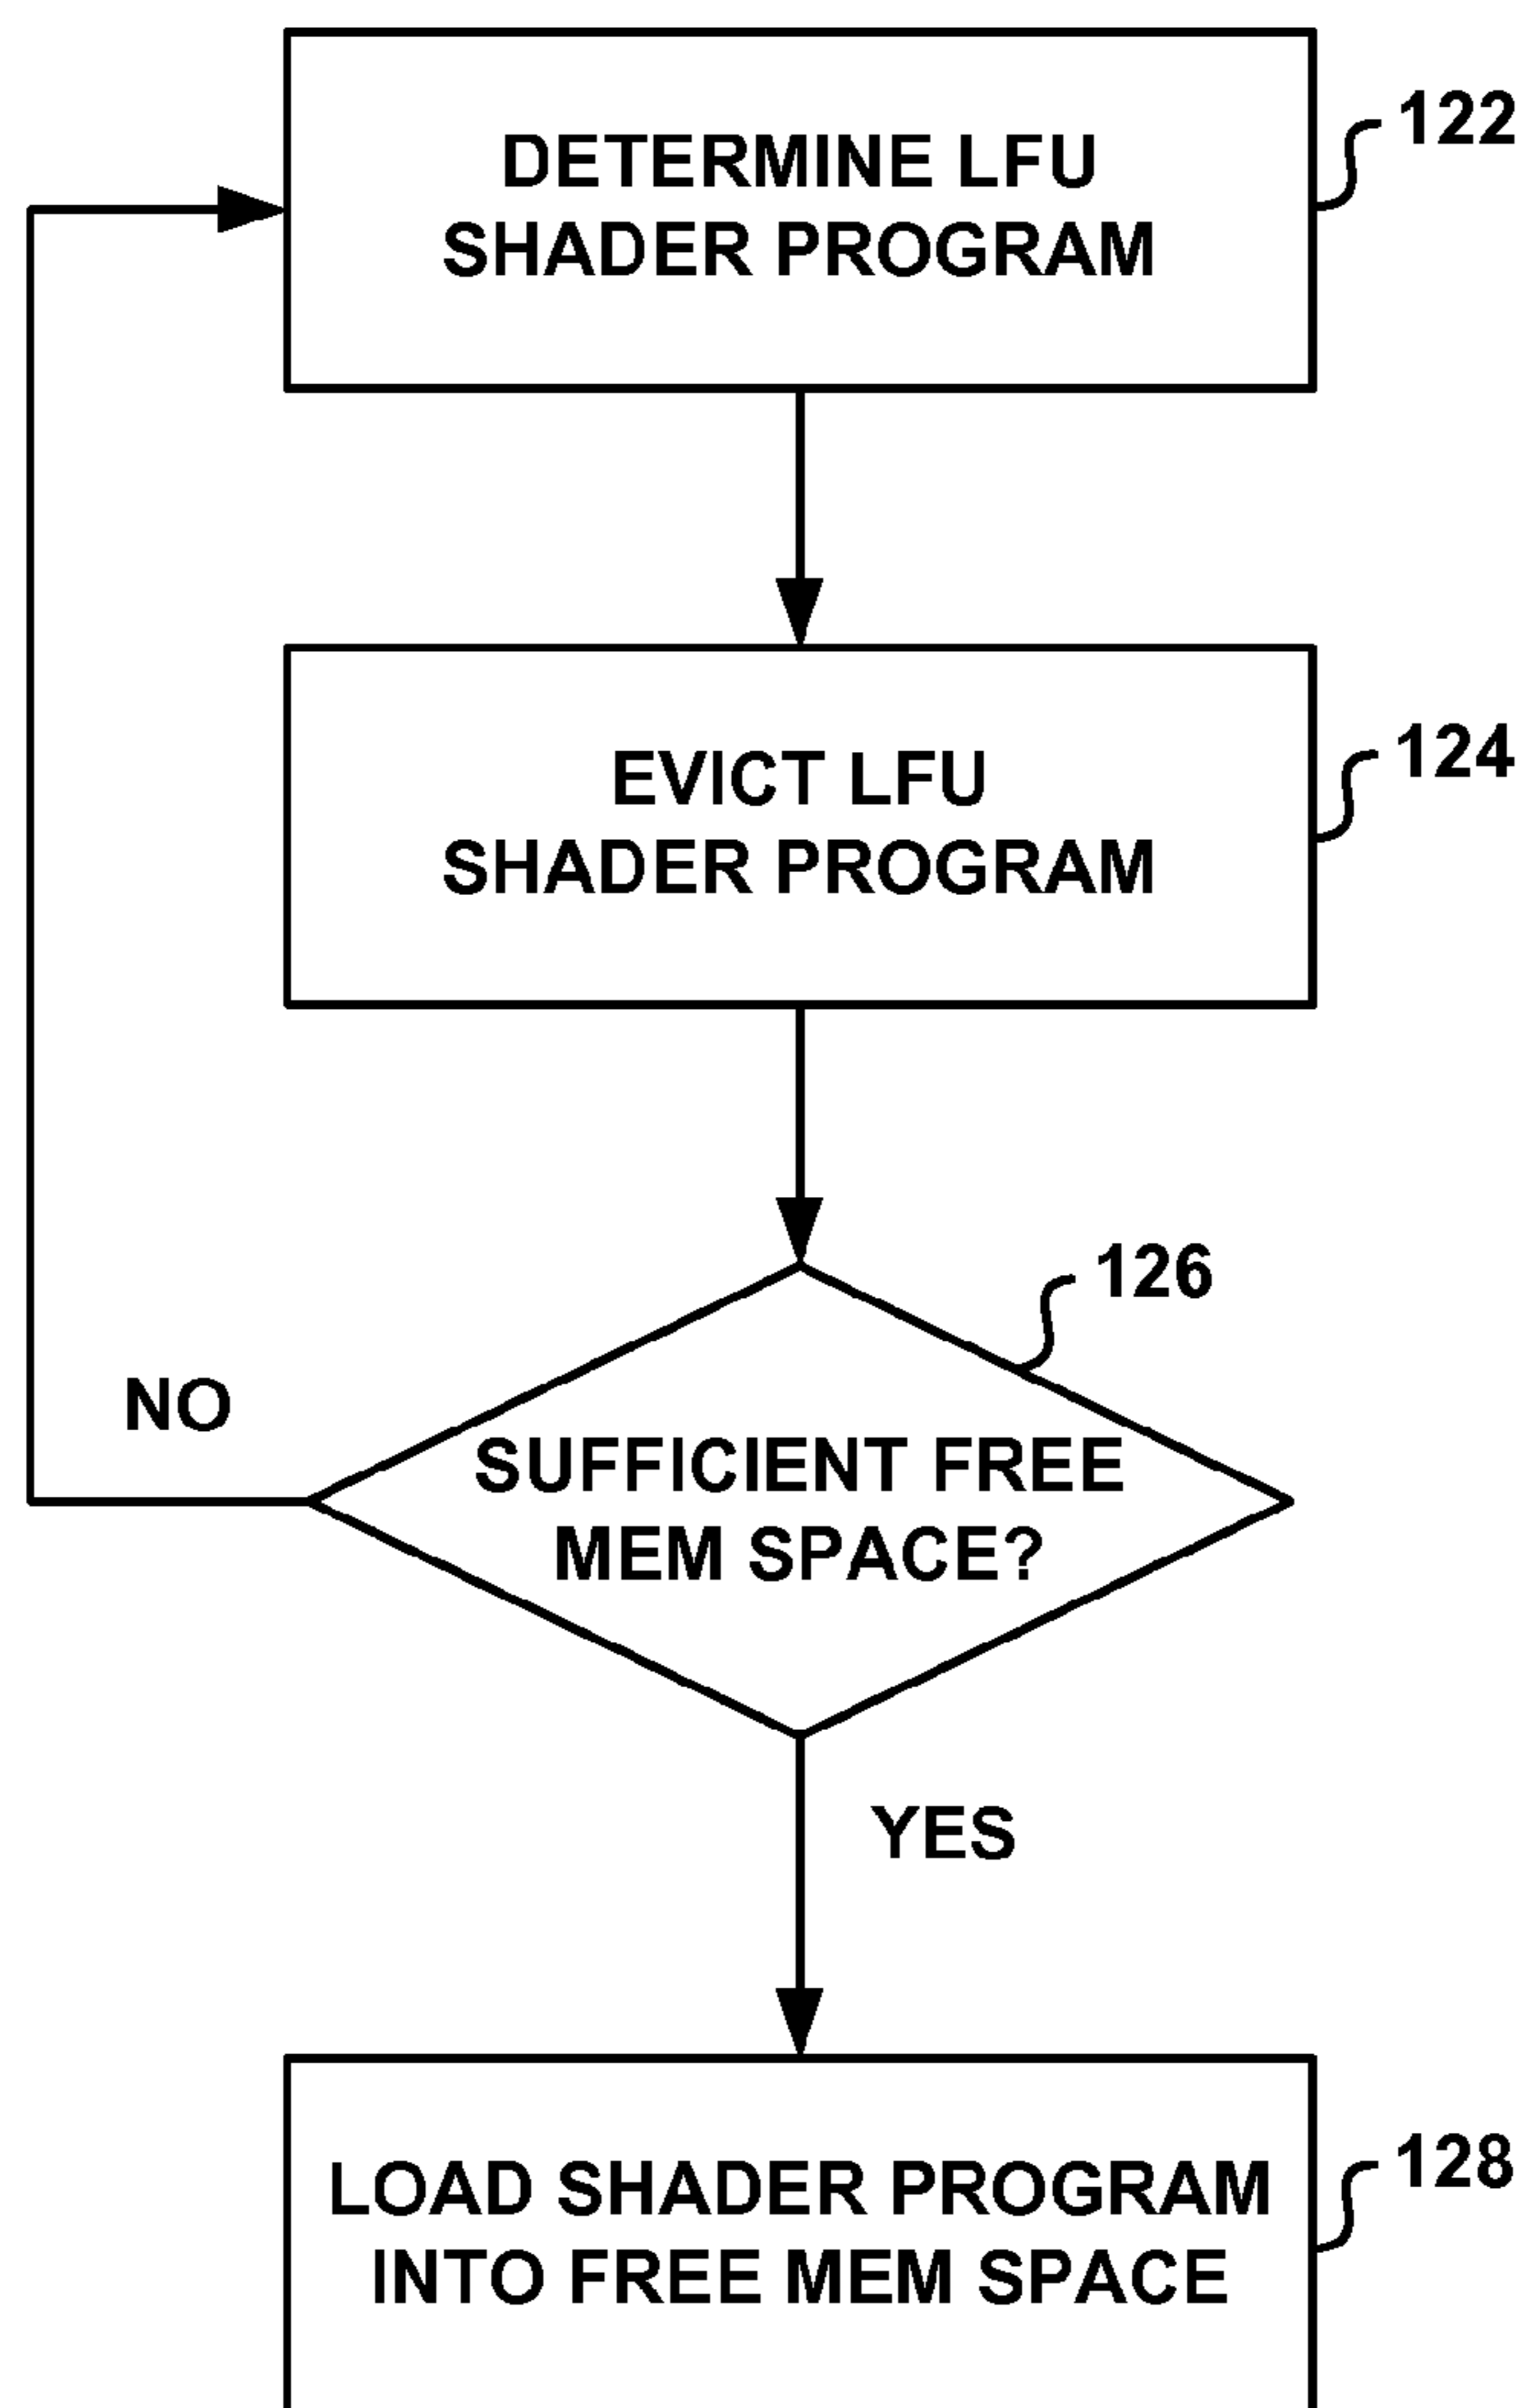 122
DETERMINE LFU
SHADER PROGRAM
124
EVICT LFU
SHADER PROGRAM
126
NO
SUFFICIENT FREE
MEM SPACE?
YES
128
LOAD SHADER PROGRAM
INTO FREE MEM SPACE